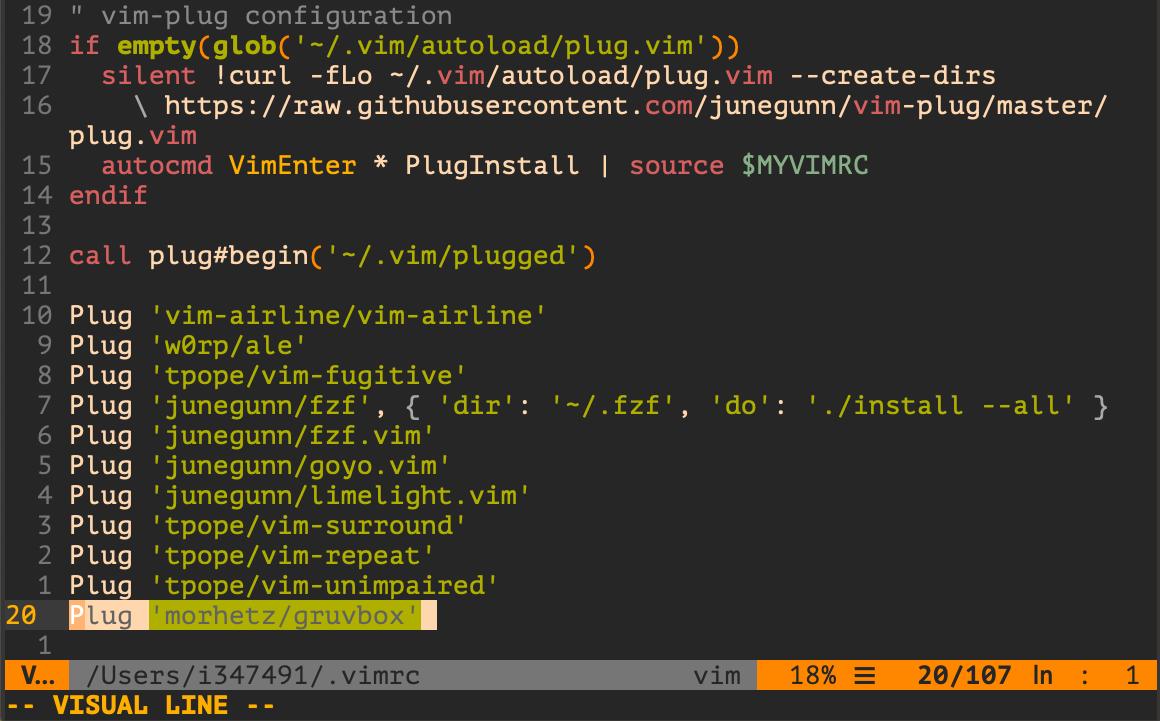 19 " vim-plug configuration
18 if empty(glob('~/.vim/autoload/plug.vim'))
17   silent !curl -fLo ~/.vim/autoload/plug.vim --create-dirs
16     \ https://raw.githubusercontent.com/junegunn/vim-plug/master/
plug.vim
15   autocmd VimEnter * PlugInstall | source $MYVIMRC
14 endif
13
12 call plug#begin('~/.vim/plugged')
11
10 Plug 'vim-airline/vim-airline'
9 Plug 'w0rp/ale'
8 Plug 'tpope/vim-fugitive'
7 Plug 'junegunn/fzf', { 'dir': '~/.fzf', 'do': './install --all' }
6 Plug 'junegunn/fzf.vim'
5 Plug 'junegunn/goyo.vim'
4 Plug 'junegunn/limelight.vim'
3 Plug 'tpope/vim-surround'
2 Plug 'tpope/vim-repeat'
1 Plug 'tpope/vim-unimpaired'
20 Plug 'morhetz/gruvbox'
1
V... /Users/i347491/.vimrc vim 18% ☰ 20/107 ln : 1
-- VISUAL LINE --